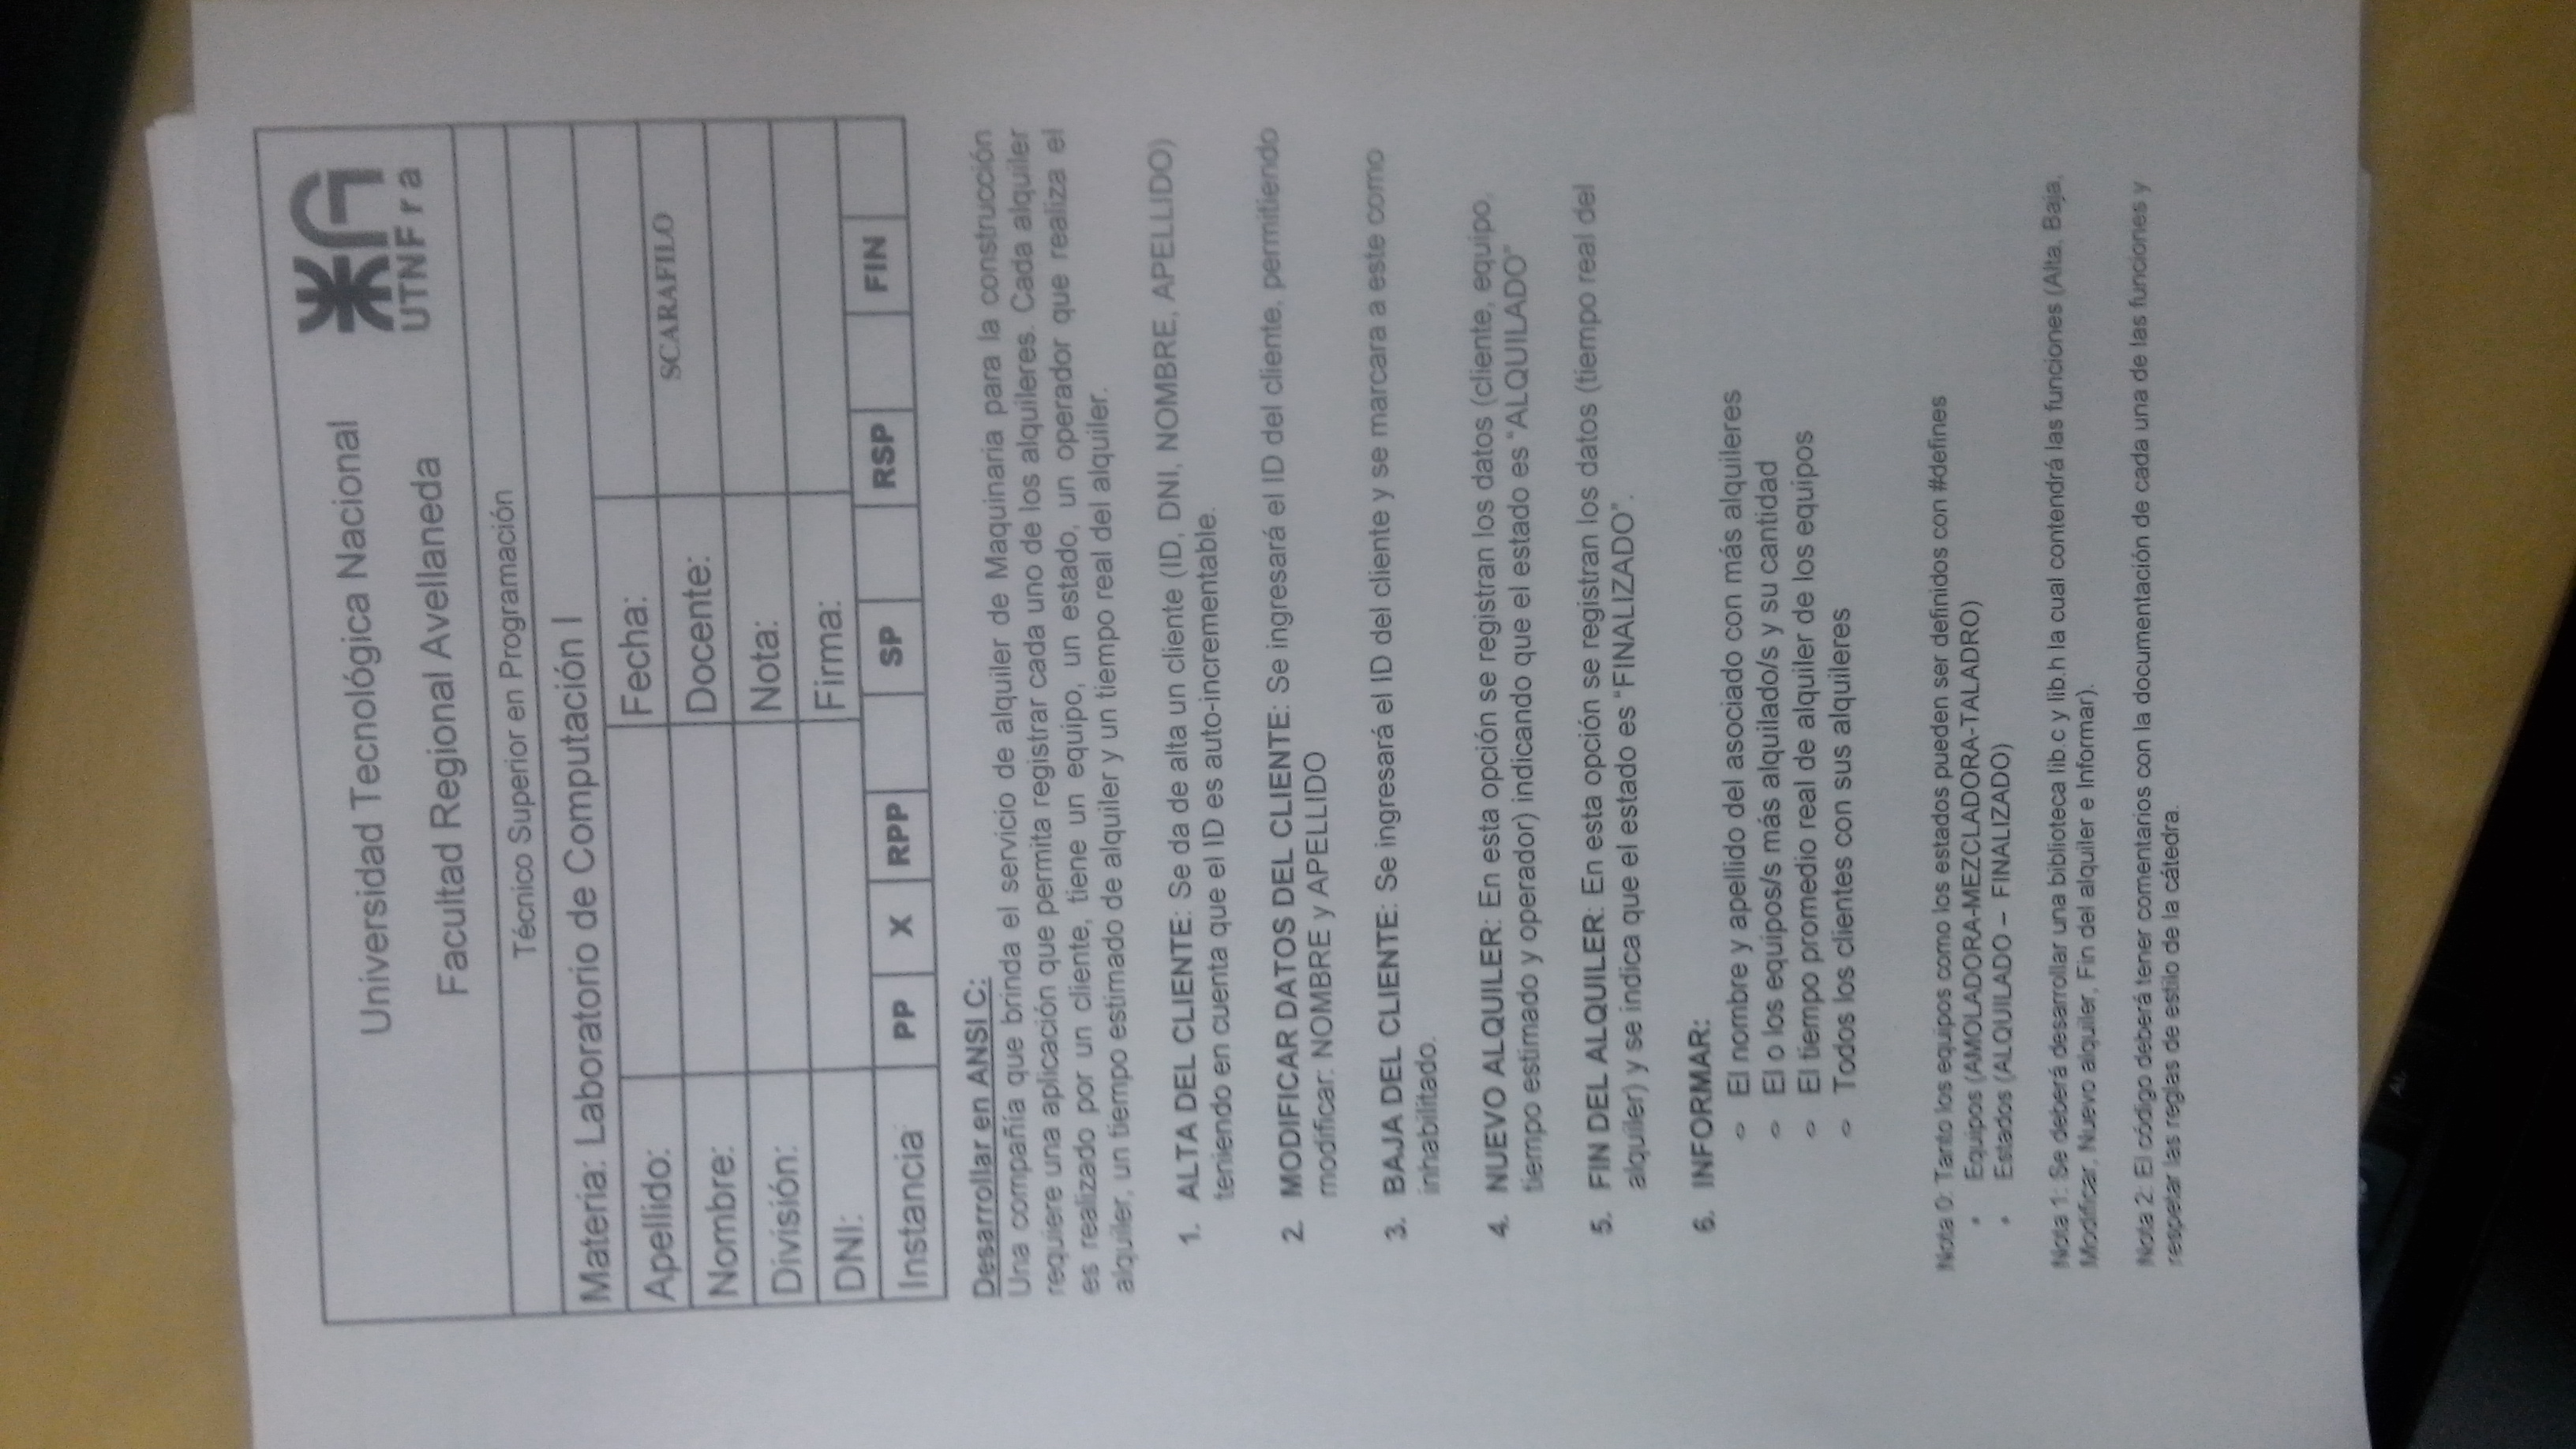 Universidad Tecnológica Nacional
Facultad Regional Avellaneda
UTNFra
Técnico Superior en Programación
Materia: Laboratorio de Computación I
Apellido: Fecha:
Nombre: Docente: SCARAFILO
División: Nota:
DNI: Firma:
Instancia PP X RPP SP RSP FIN
Desarrollar en ANSI C:
Una compañía que brinda el servicio de alquiler de Maquinaria para la construcción
requiere una aplicación que permita registrar cada uno de los alquileres. Cada alquiler
es realizado por un cliente, tiene un equipo, un estado, un operador que realiza el
alquiler, un tiempo estimado de alquiler y un tiempo real del alquiler.
1. ALTA DEL CLIENTE: Se da de alta un cliente (ID, DNI, NOMBRE, APELLIDO)
teniendo en cuenta que el ID es auto-incrementable.
2. MODIFICAR DATOS DEL CLIENTE: Se ingresará el ID del cliente, permitiendo
modificar: NOMBRE y APELLIDO
3. BAJA DEL CLIENTE: Se ingresará el ID del cliente y se marcara a este como
inhabilitado.
4. NUEVO ALQUILER: En esta opción se registran los datos (cliente, equipo,
tiempo estimado y operador) indicando que el estado es "ALQUILADO"
5. FIN DEL ALQUILER: En esta opción se registran los datos (tiempo real del
alquiler) y se indica que el estado es "FINALIZADO".
6. INFORMAR:
o El nombre y apellido del asociado con más alquileres
o El o los equipos/s más alquilado/s y su cantidad
o El tiempo promedio real de alquiler de los equipos
o Todos los clientes con sus alquileres
Nota 0: Tanto los equipos como los estados pueden ser definidos con #defines
• Equipos (AMOLADORA-MEZCLADORA-TALADRO)
• Estados (ALQUILADO – FINALIZADO)
Nota 1: Se deberá desarrollar una biblioteca lib.c y lib.h la cual contendrá las funciones (Alta, Baja,
Modificar, Nuevo alquiler, Fin del alquiler e Informar).
Nota 2: El código deberá tener comentarios con la documentación de cada una de las funciones y
respetar las reglas de estilo de la cátedra.